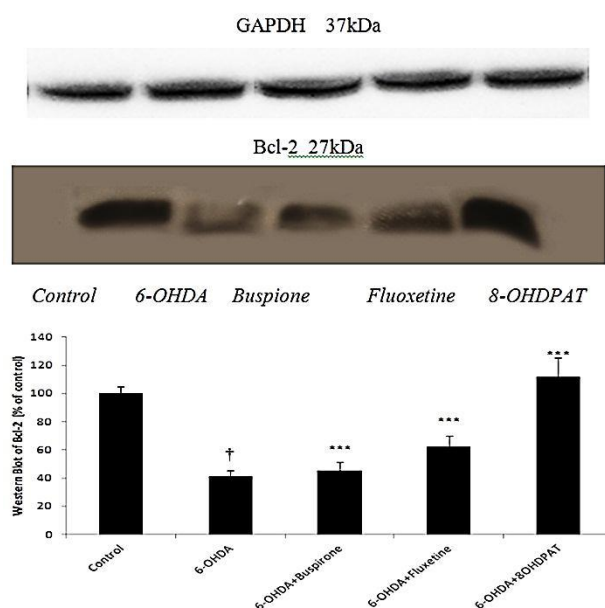 GAPDH 37kDa
Bcl-2 27kDa
Control 6-OHDA Buspione Fluoxetine 8-OHDPAT
Western Blot of Bcl-2 (% of control)
140
120
100
80
60
40
20
0
†
***
***
***
Control
6-OHDA
6-OHDA+Buspirone
6-OHDA+Fluxetine
6-OHDA+8OHDPAT